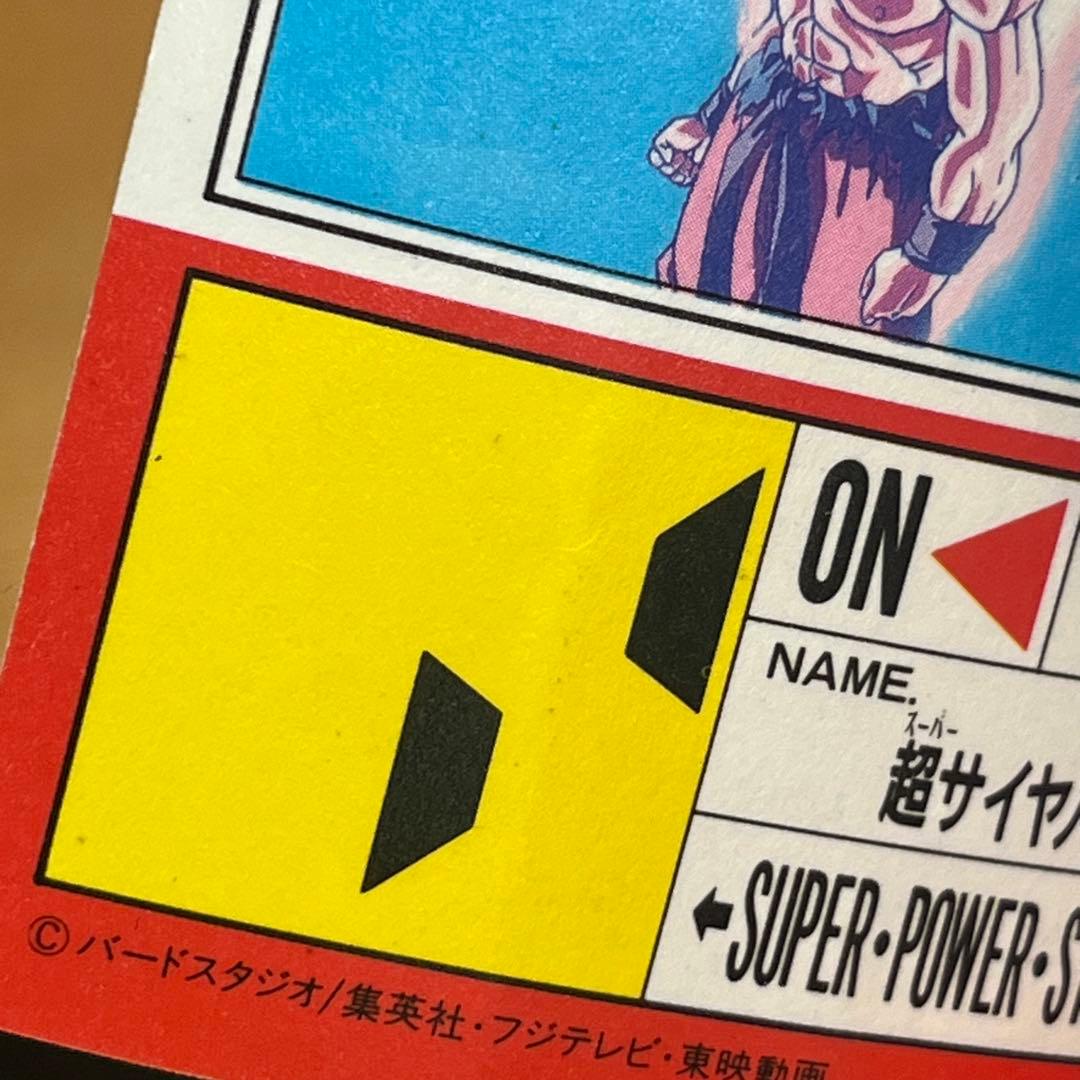 ON
NAME.
スーパー
超サイヤ
←SUPER・POWER・S
©バードスタジオ/集英社・フジテレビ・東映動画